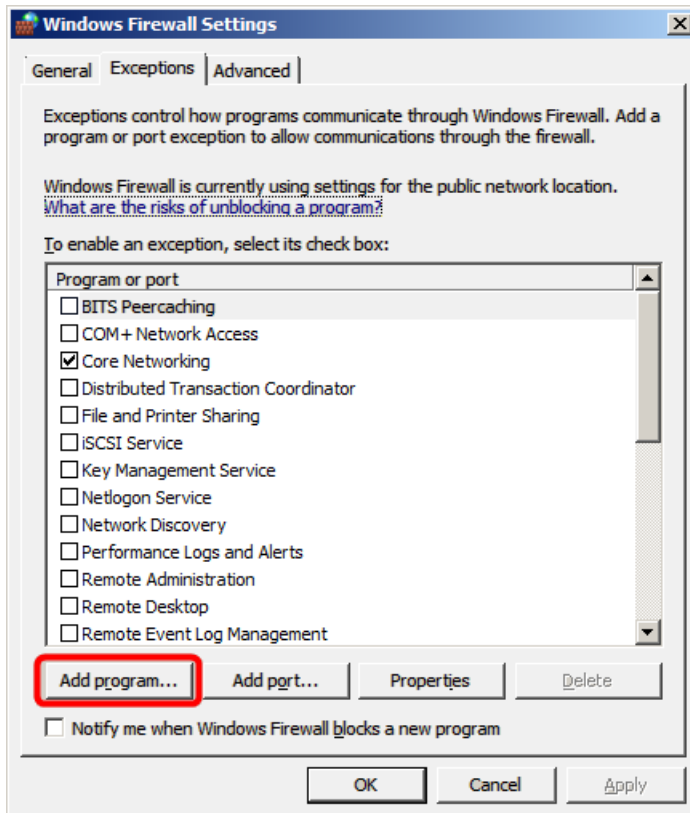 Windows Firewall Settings
General Exceptions Advanced
Exceptions control how programs communicate through Windows Firewall. Add a
program or port exception to allow communications through the firewall.
Windows Firewall is currently using settings for the public network location.
What are the risks of unblocking a program?
To enable an exception, select its check box:
Program or port
BITS Peercaching
COM+ Network Access
Core Networking
Distributed Transaction Coordinator
File and Printer Sharing
iSCSI Service
Key Management Service
Netlogon Service
Network Discovery
Performance Logs and Alerts
Remote Administration
Remote Desktop
Remote Event Log Management
Add program... Add port... Properties Delete
Notify me when Windows Firewall blocks a new program
OK Cancel Apply